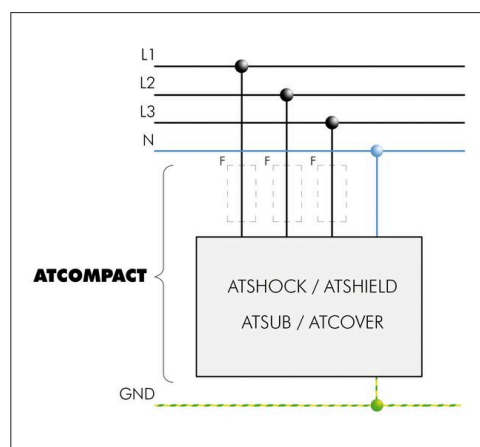 L1
L2
L3
N
F F F
ATCOMPACT
ATSHOCK / ATSHIELD
ATSUB / ATCOVER
GND